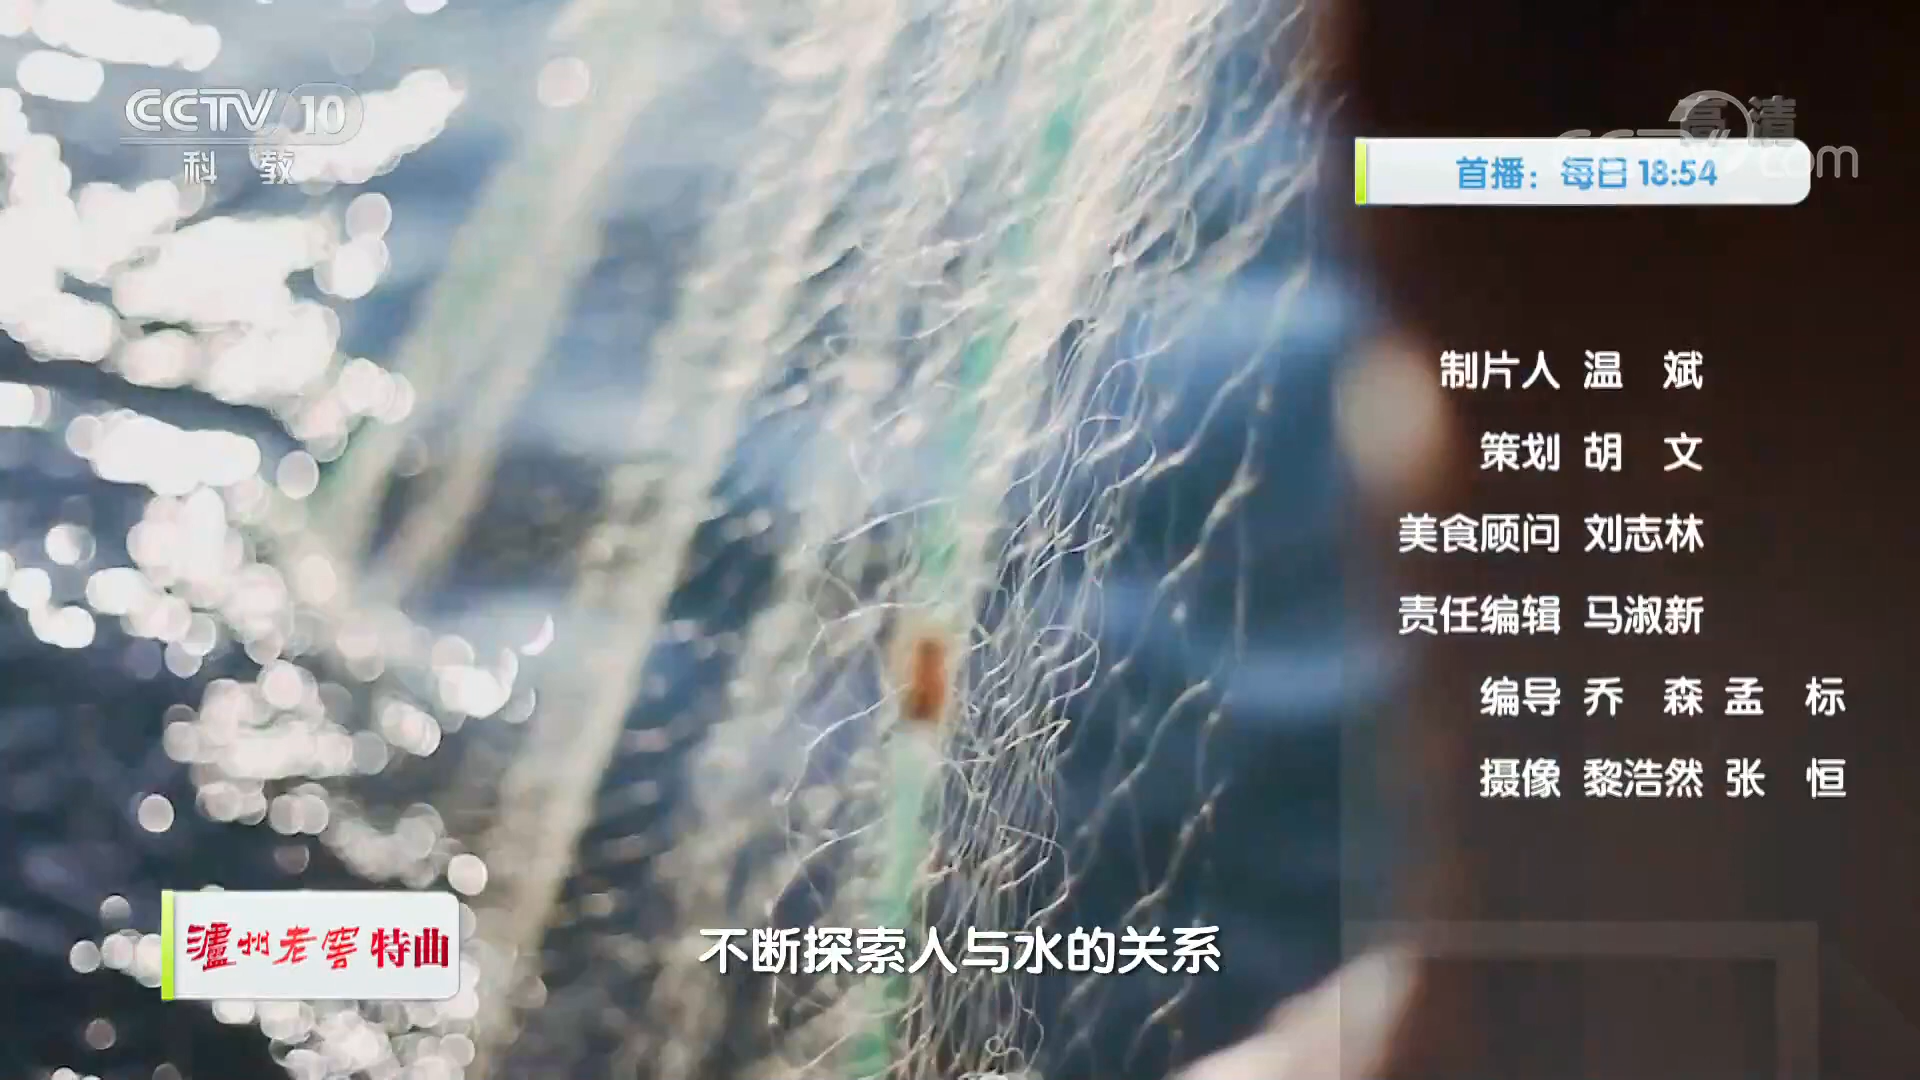 CCTV 10
科 教
高清
首播：每日 18:54
制片人 温 斌
策划 胡 文
美食顾问 刘志林
责任编辑 马淑新
编导 乔 森 孟 标
摄像 黎浩然 张 恒
泸州老窖 特曲
不断探索人与水的关系